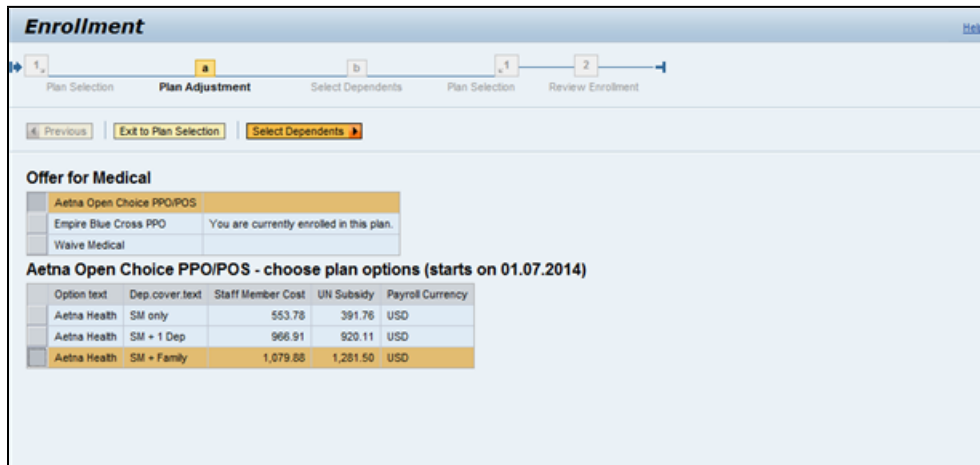 Enrollment
Help
1 a b 1 2
Plan Selection Plan Adjustment Select Dependents Plan Selection Review Enrollment
Previous Exit to Plan Selection Select Dependents
Offer for Medical
Aetna Open Choice PPO/POS
Empire Blue Cross PPO You are currently enrolled in this plan.
Waive Medical
Aetna Open Choice PPO/POS - choose plan options (starts on 01.07.2014)
Option text Dep.cover.text Staff Member Cost UN Subsidy Payroll Currency
Aetna Health SM only 553.78 391.76 USD
Aetna Health SM + 1 Dep 966.91 920.11 USD
Aetna Health SM + Family 1,079.88 1,281.50 USD